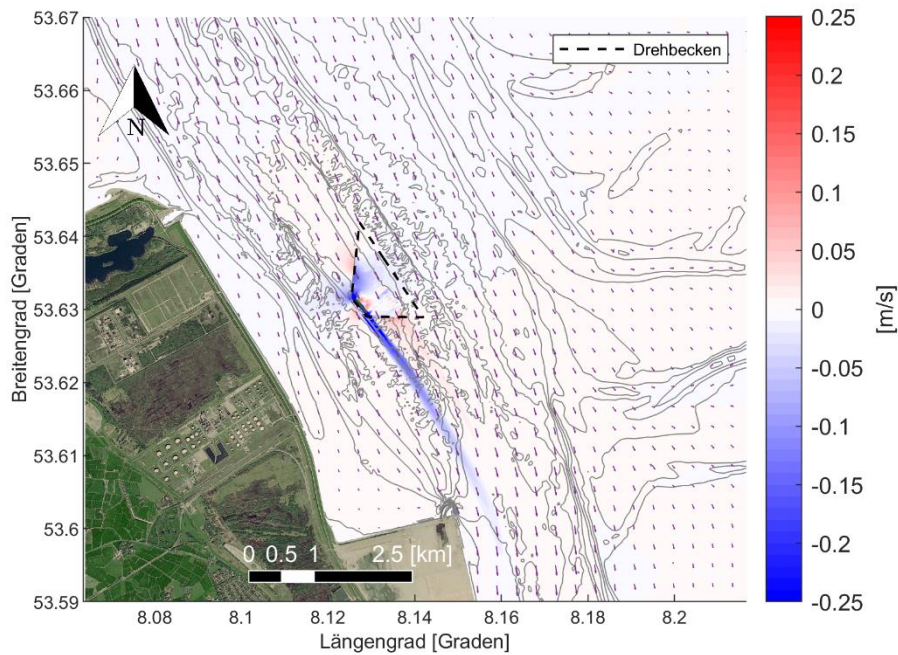 53.67
53.66
53.65
53.64
53.63
53.62
53.61
53.6
53.59
Breitengrad [Graden]
N
Drehbecken
0 0.5 1 2.5 [km]
8.08 8.1 8.12 8.14 8.16 8.18 8.2
Längengrad [Graden]
0.25
0.2
0.15
0.1
0.05
0
-0.05
-0.1
-0.15
-0.2
-0.25
[m/s]